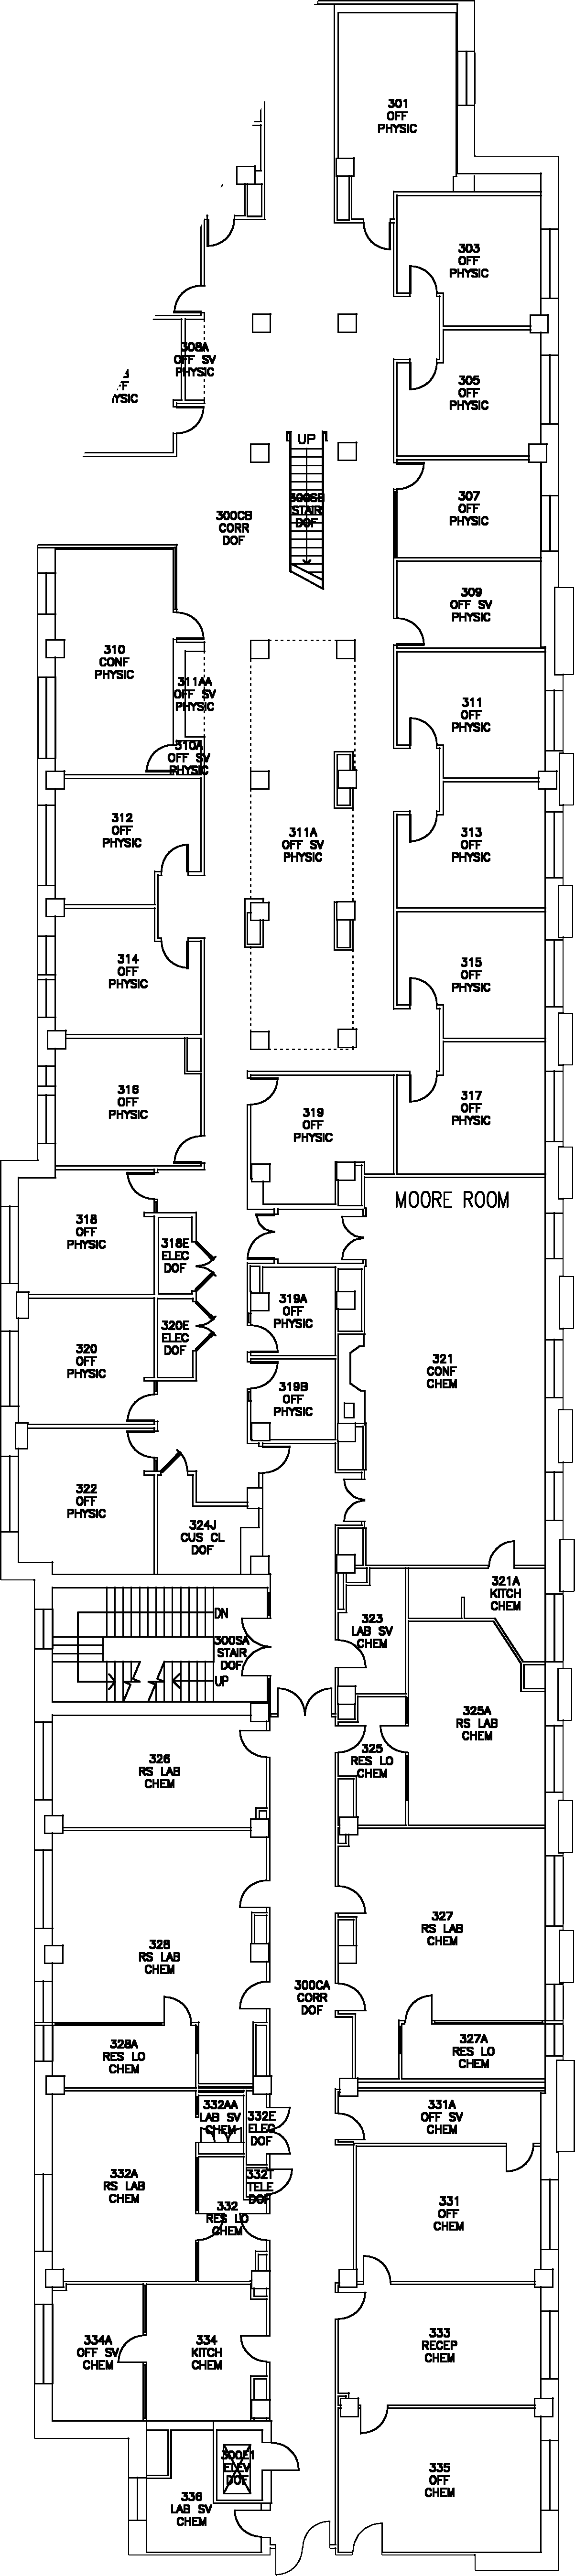 301
OFF
PHYSIC
303
OFF
PHYSIC
308A
OFF SV
PHYSIC
305
OFF
PHYSIC
UP
300SB
STAIR
DOF
300CB
CORR
DOF
307
OFF
PHYSIC
309
OFF SV
PHYSIC
310
CONF
PHYSIC
311AA
OFF SV
PHYSIC
311
OFF
PHYSIC
310A
OFF SV
PHYSIC
312
OFF
PHYSIC
311A
OFF SV
PHYSIC
313
OFF
PHYSIC
314
OFF
PHYSIC
315
OFF
PHYSIC
316
OFF
PHYSIC
319
OFF
PHYSIC
317
OFF
PHYSIC
MOORE ROOM
318
OFF
PHYSIC
318E
ELEC
DOF
319A
OFF
PHYSIC
320
OFF
PHYSIC
320E
ELEC
DOF
321
CONF
CHEM
319B
OFF
PHYSIC
322
OFF
PHYSIC
324J
CUS CL
DOF
321A
KITCH
CHEM
DN
300SA
STAIR
DOF
UP
323
LAB SV
CHEM
325A
RS LAB
CHEM
325
RES LO
CHEM
326
RS LAB
CHEM
327
RS LAB
CHEM
328
RS LAB
CHEM
300CA
CORR
DOF
328A
RES LO
CHEM
327A
RES LO
CHEM
332AA
LAB SV
CHEM
332E
ELEC
DOF
331A
OFF SV
CHEM
332A
RS LAB
CHEM
332T
TELE
DOF
332
RES LO
CHEM
331
OFF
CHEM
334A
OFF SV
CHEM
334
KITCH
CHEM
333
RECEP
CHEM
300E1
ELEV
DOF
335
OFF
CHEM
336
LAB SV
CHEM